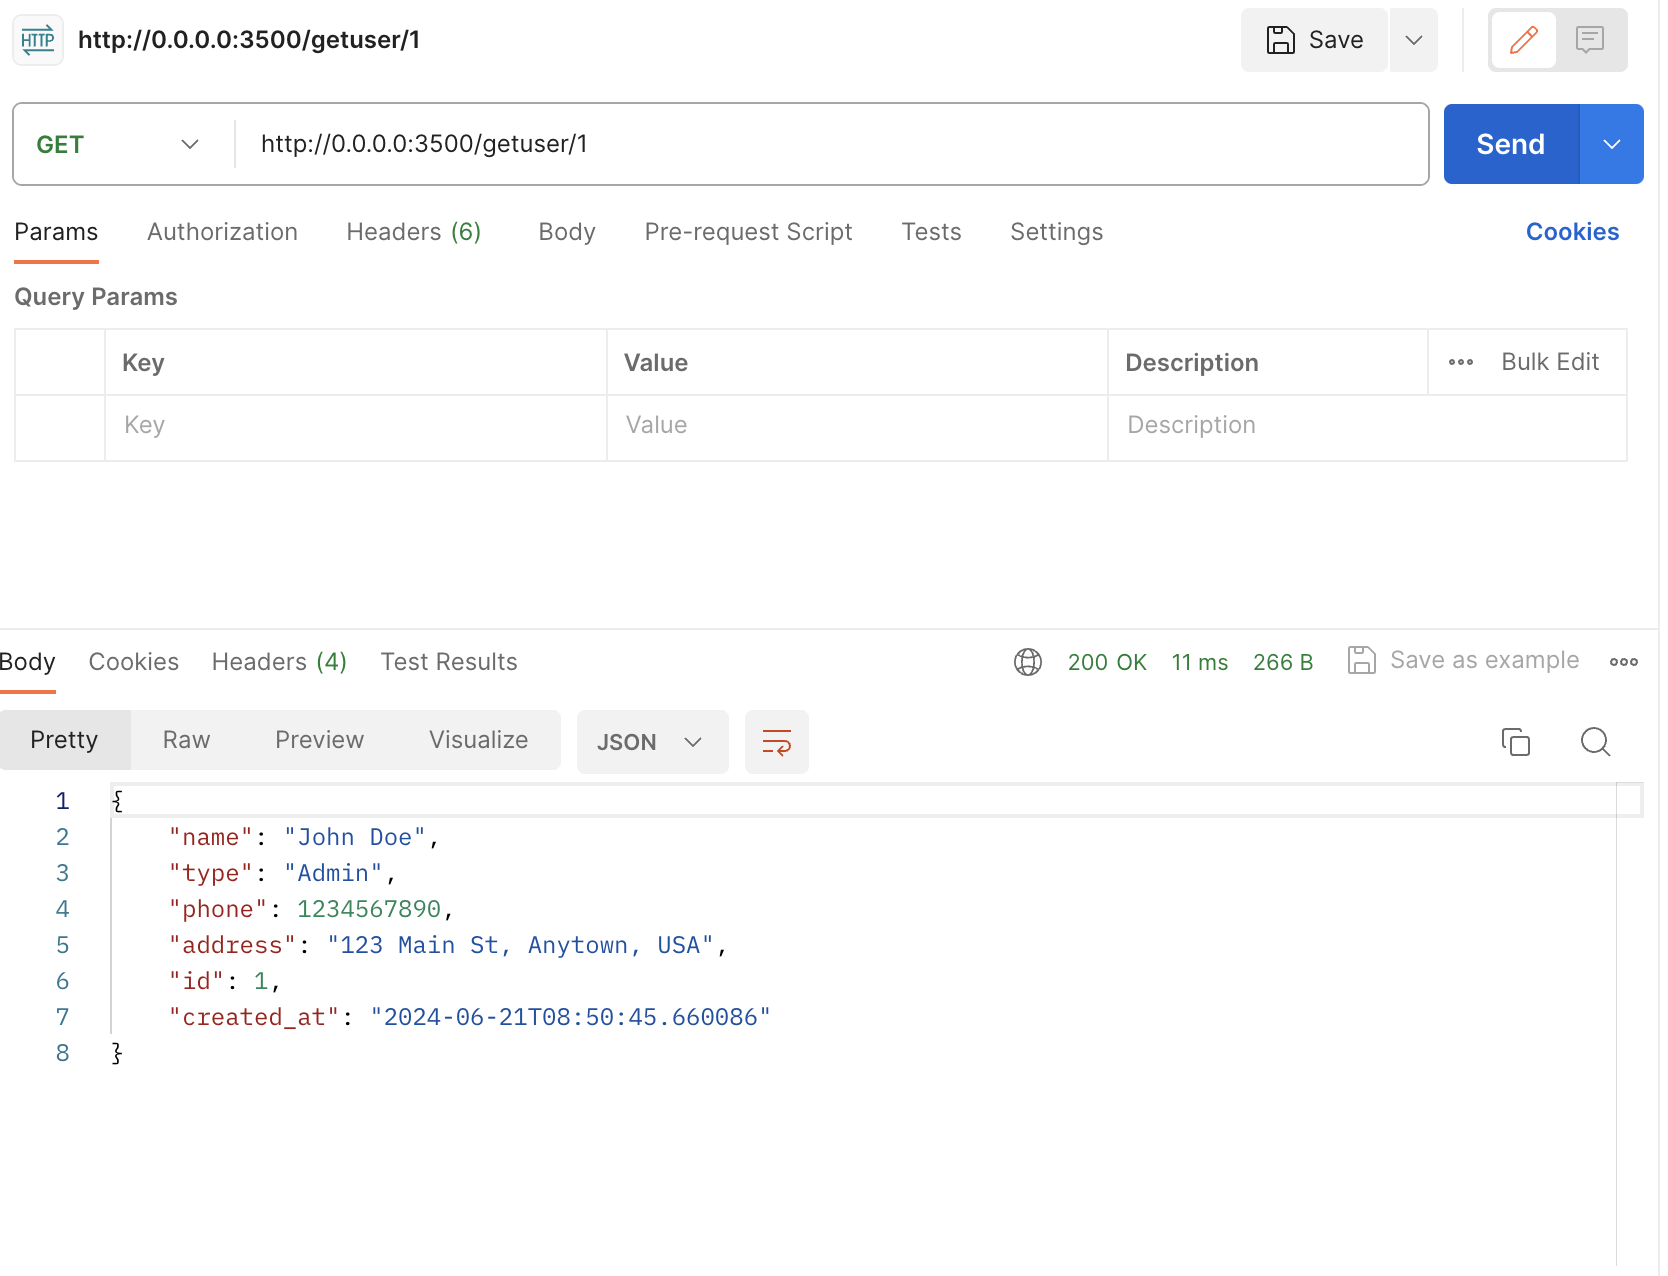 HTTP http://0.0.0.0:3500/getuser/1 Save
GET http://0.0.0.0:3500/getuser/1 Send
Params Authorization Headers (6) Body Pre-request Script Tests Settings Cookies
Query Params
Key Value Description Bulk Edit
Key Value Description
Body Cookies Headers (4) Test Results 200 OK 11 ms 266 B Save as example
Pretty Raw Preview Visualize JSON
1 {
2 "name": "John Doe",
3 "type": "Admin",
4 "phone": 1234567890,
5 "address": "123 Main St, Anytown, USA",
6 "id": 1,
7 "created_at": "2024-06-21T08:50:45.660086"
8 }